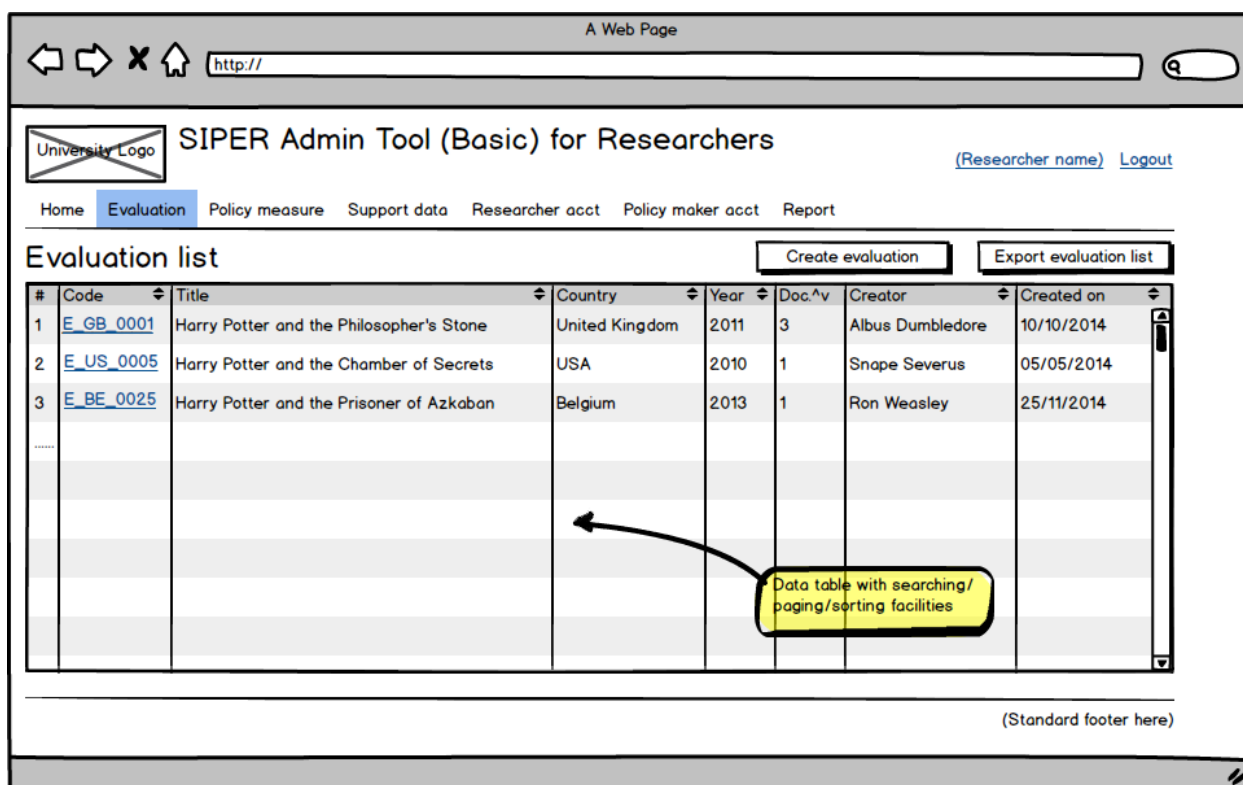 A Web Page
http://
University Logo
SIPER Admin Tool (Basic) for Researchers
(Researcher name) Logout
Home Evaluation Policy measure Support data Researcher acct Policy maker acct Report
Evaluation list
Create evaluation
Export evaluation list
# Code Title Country Year Doc.^v Creator Created on
1 E_GB_0001 Harry Potter and the Philosopher's Stone United Kingdom 2011 3 Albus Dumbledore 10/10/2014
2 E_US_0005 Harry Potter and the Chamber of Secrets USA 2010 1 Snape Severus 05/05/2014
3 E_BE_0025 Harry Potter and the Prisoner of Azkaban Belgium 2013 1 Ron Weasley 25/11/2014
......
Data table with searching/
paging/sorting facilities
(Standard footer here)